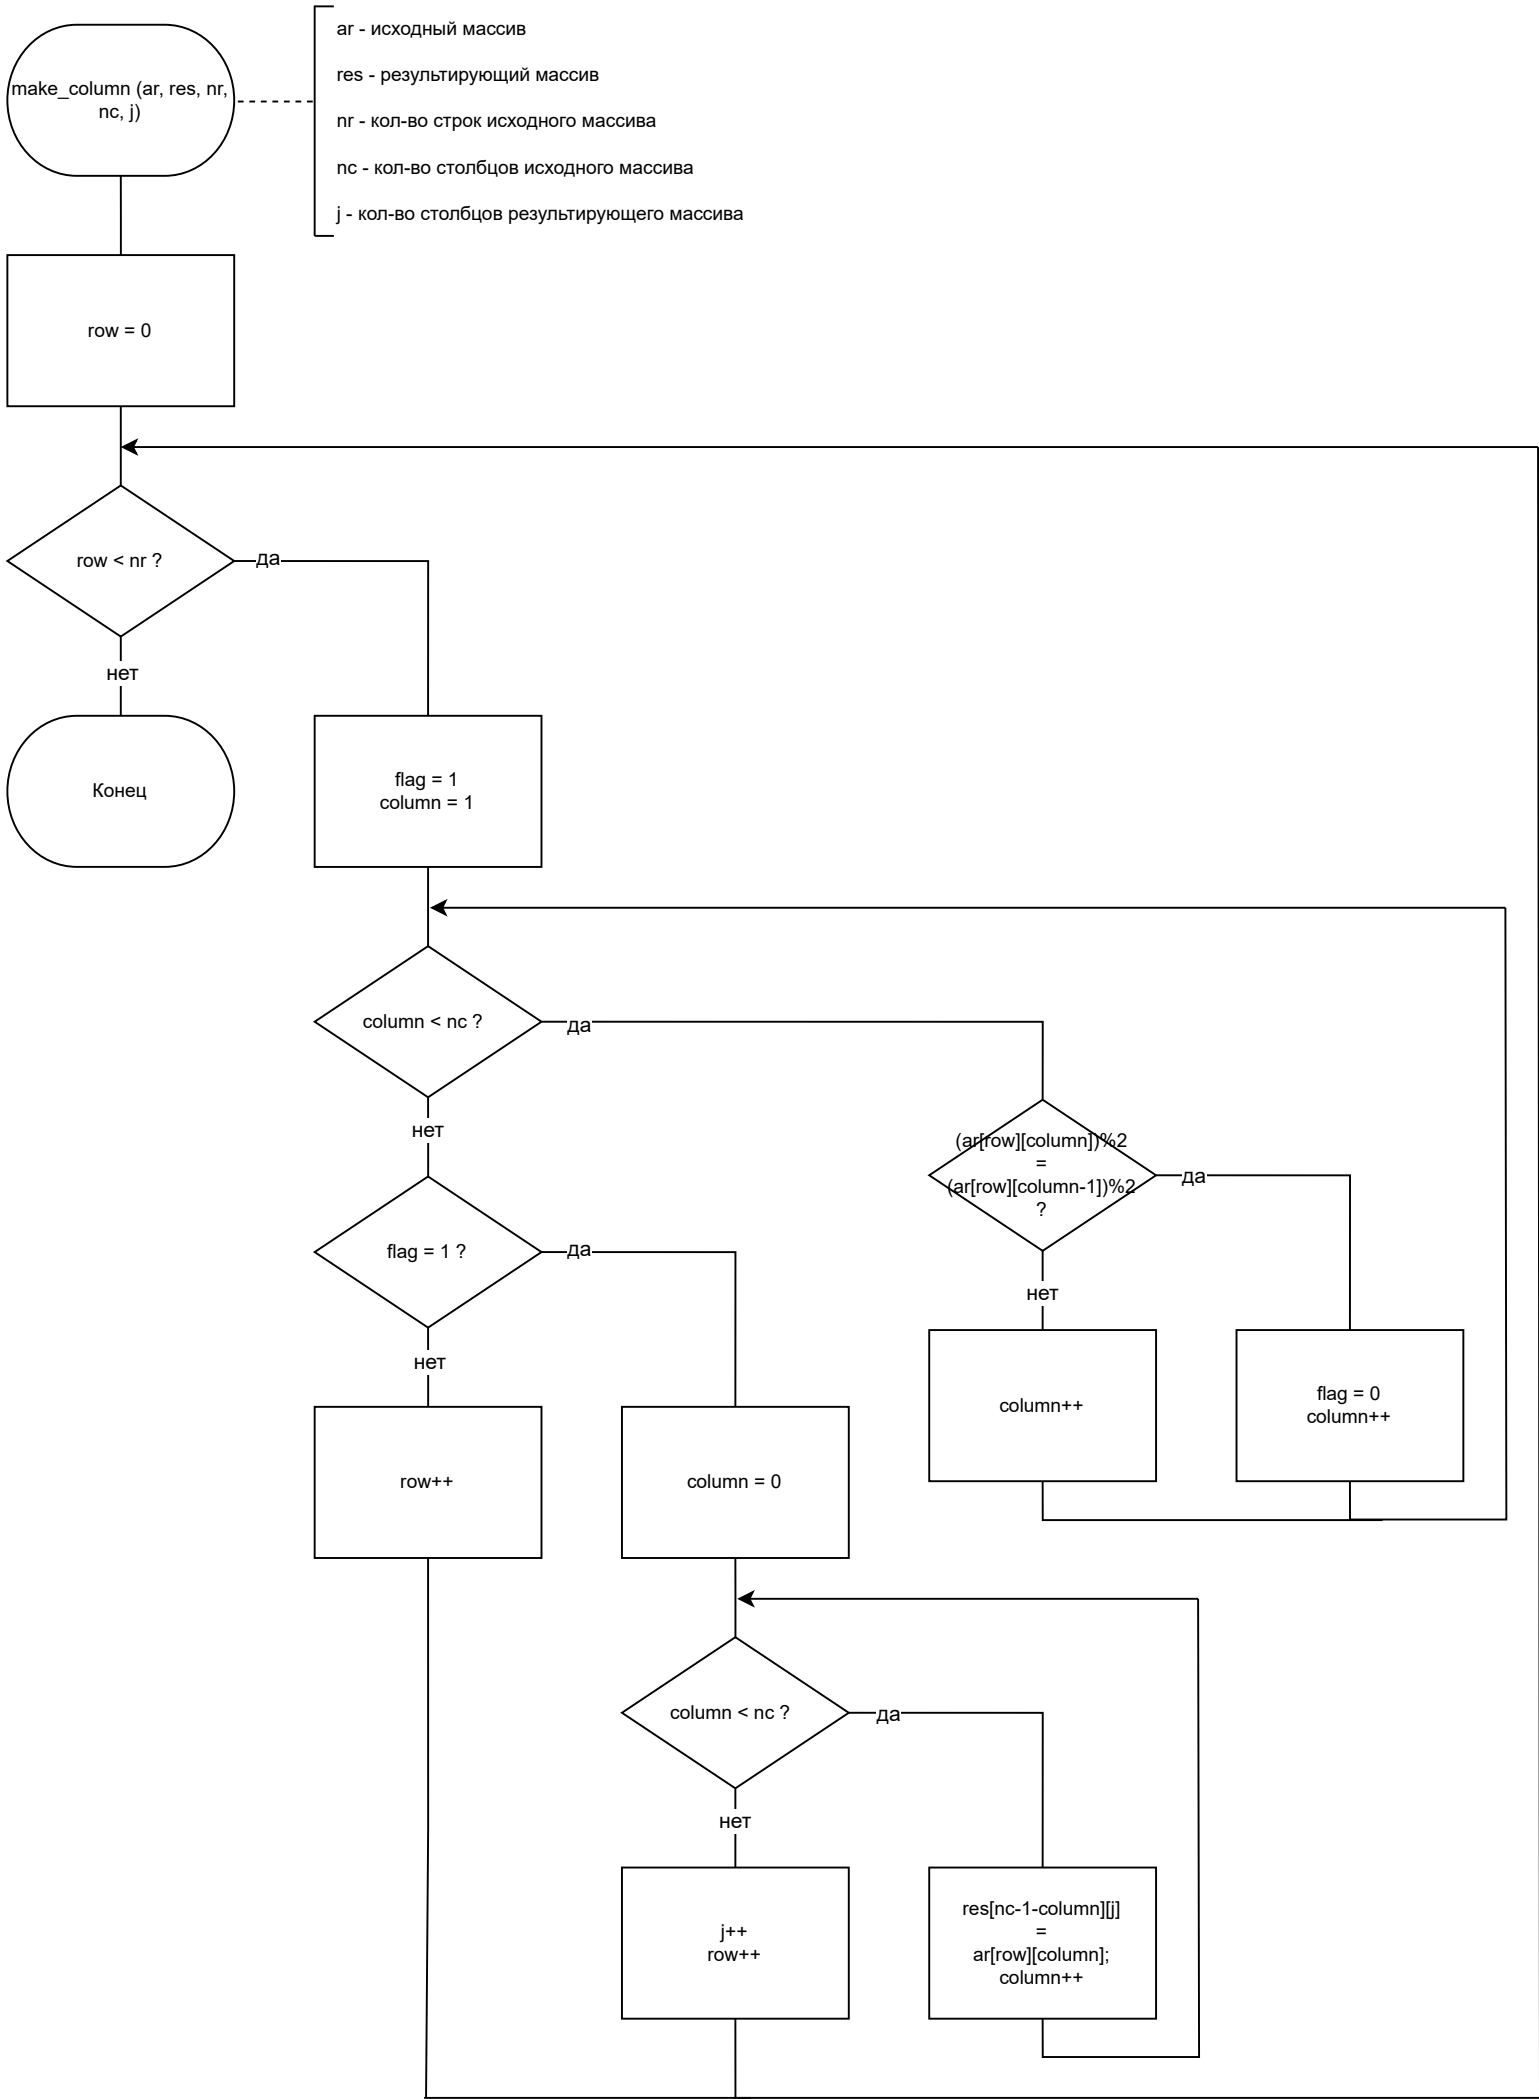 make_column (ar, res, nr,
nc, j)
ar - исходный массив
res - результирующий массив
nr - кол-во строк исходного массива
nc - кол-во столбцов исходного массива
j - кол-во столбцов результирующего массива
row = 0
row < nr ?
да
нет
Конец
flag = 1
column = 1
column < nc ?
да
нет
(ar[row][column])%2
=
(ar[row][column-1])%2
?
да
нет
flag = 1 ?
да
нет
column++
flag = 0
column++
row++
column = 0
column < nc ?
да
нет
j++
row++
res[nc-1-column][j]
=
ar[row][column];
column++